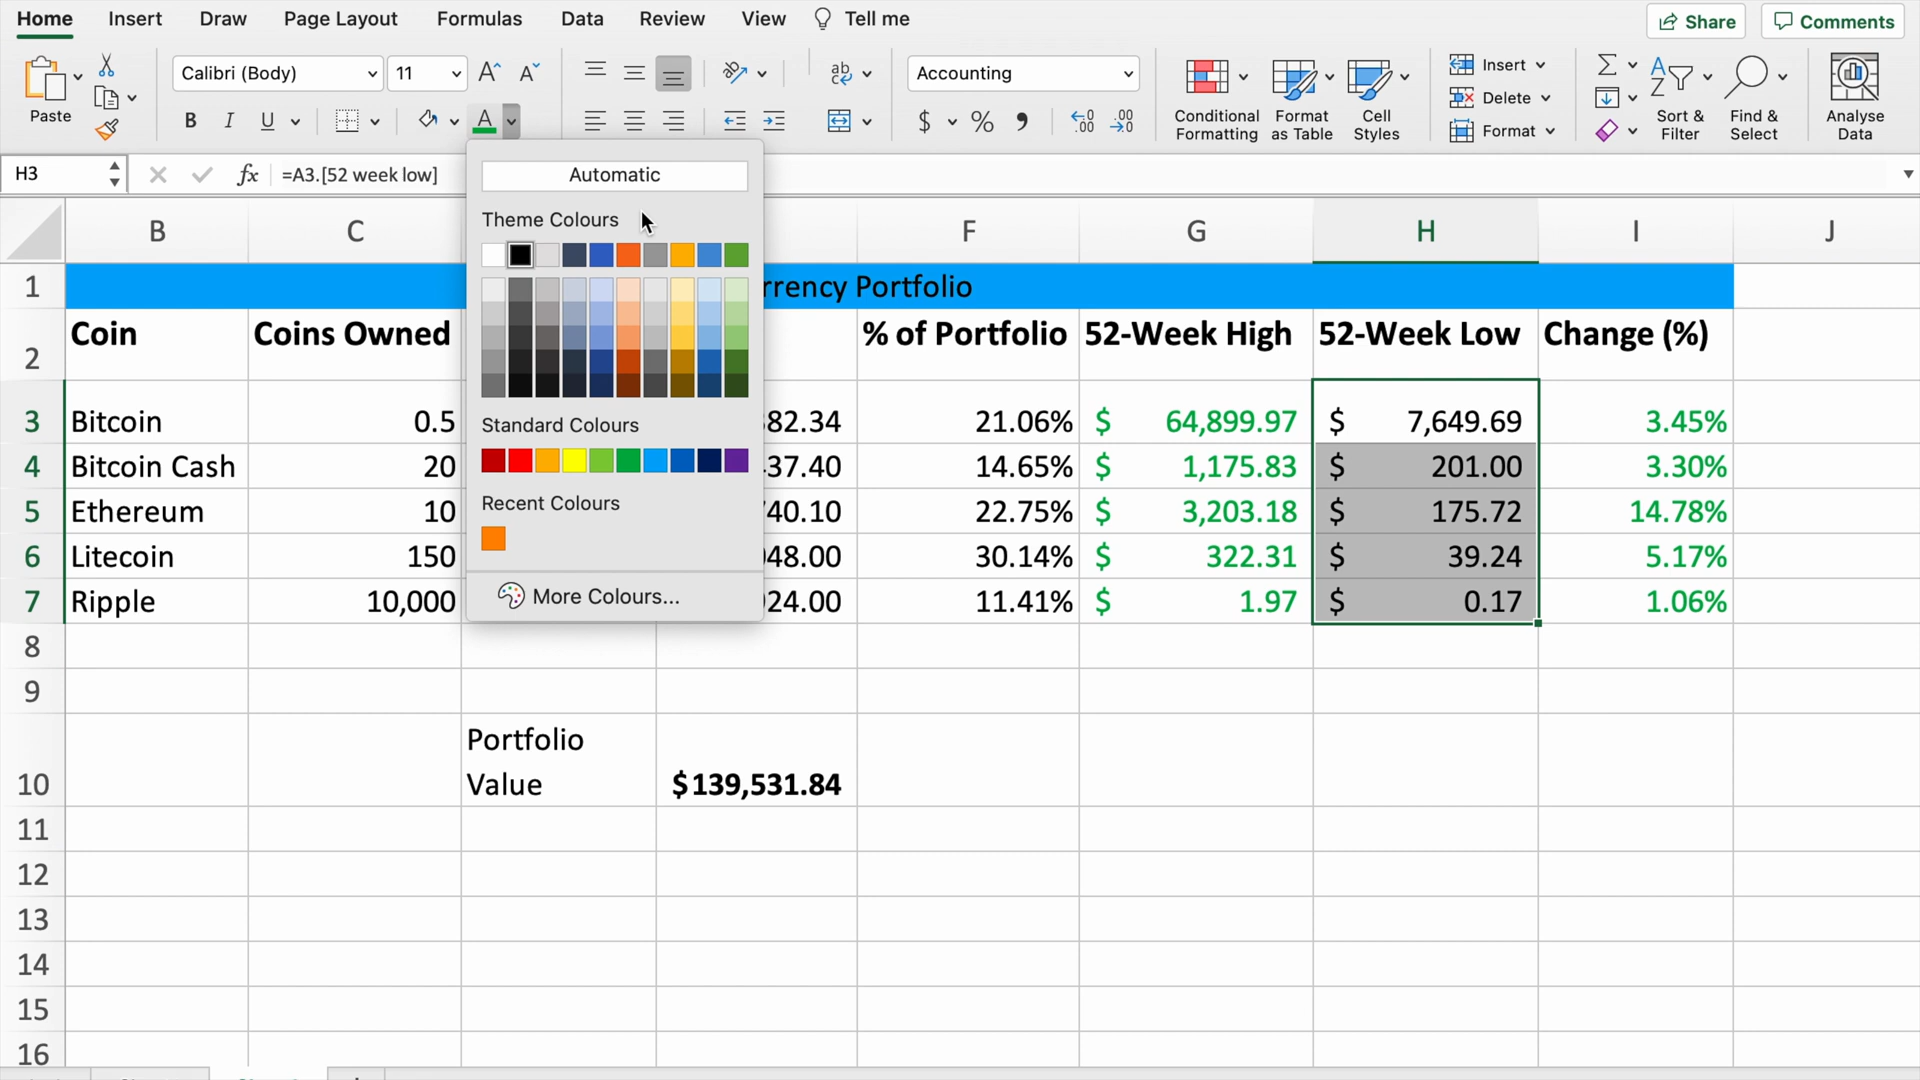 Home Insert Draw Page Layout Formulas Data Review View Tell me Share Comments
Paste Calibri (Body) 11 ab Accounting Conditional Formatting Format as Table Cell Styles Insert Delete Format Sort & Filter Find & Select Analyse Data
B I U A $ % .00 .00
H3 fx =A3.[52 week low]
Automatic
Theme Colours
Standard Colours
Recent Colours
More Colours...
B C F G H I J
1 Portfolio
2 Coin Coins Owned % of Portfolio 52-Week High 52-Week Low Change (%)
3 Bitcoin 0.5 82.34 21.06% $ 64,899.97 $ 7,649.69 3.45%
4 Bitcoin Cash 20 37.40 14.65% $ 1,175.83 $ 201.00 3.30%
5 Ethereum 10 40.10 22.75% $ 3,203.18 $ 175.72 14.78%
6 Litecoin 150 48.00 30.14% $ 322.31 $ 39.24 5.17%
7 Ripple 10,000 24.00 11.41% $ 1.97 $ 0.17 1.06%
8
9
Portfolio
10 Value $139,531.84
11
12
13
14
15
16